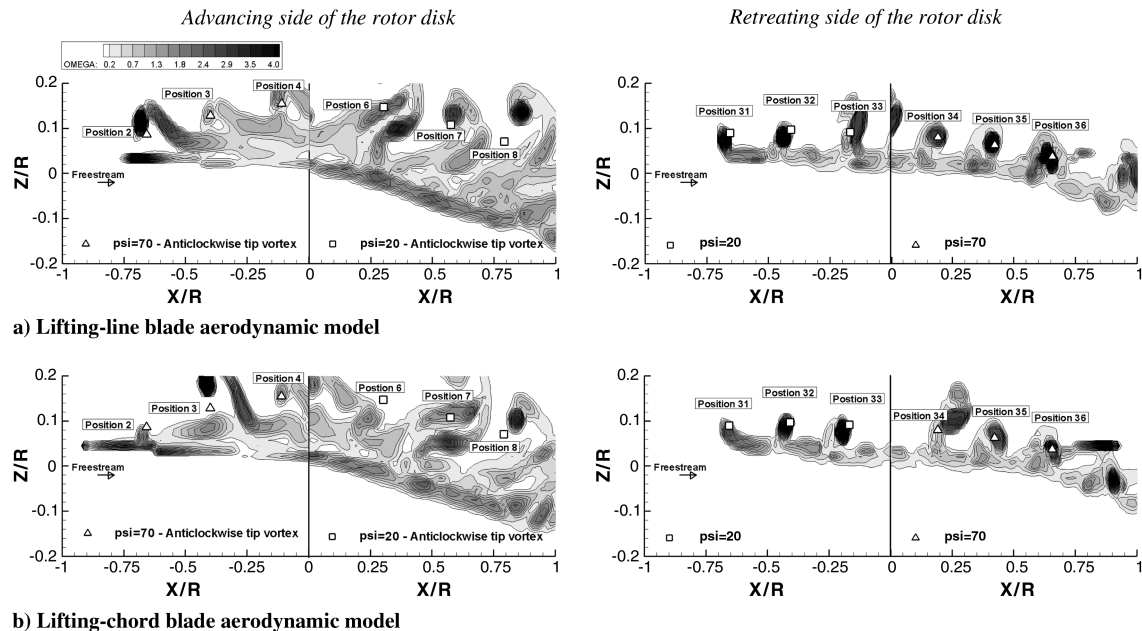 Advancing side of the rotor disk
Retreating side of the rotor disk
OMEGA: 0.2 0.7 1.3 1.8 2.4 2.9 3.5 4.0
Z/R
0.2
0.1
0
-0.1
-0.2
Position 2
Position 3
Position 4
Position 6
Position 7
Position 8
Freestream
psi=70 - Anticlockwise tip vortex
psi=20 - Anticlockwise tip vortex
-1 -0.75 -0.5 -0.25 0 0.25 0.5 0.75 1
X/R X/R
Z/R
0.2
0.1
0
-0.1
-0.2
Position 31
Position 32
Position 33
Position 34
Position 35
Position 36
Freestream
psi=20
psi=70
-1 -0.75 -0.5 -0.25 0 0.25 0.5 0.75 1
X/R X/R
a) Lifting-line blade aerodynamic model
Z/R
0.2
0.1
0
-0.1
-0.2
Position 2
Position 3
Position 4
Postion 6
Position 7
Position 8
Freestream
psi=70 - Anticlockwise tip vortex
psi=20 - Anticlockwise tip vortex
-1 -0.75 -0.5 -0.25 0 0.25 0.5 0.75 1
X/R X/R
Z/R
0.2
0.1
0
-0.1
-0.2
Position 31
Position 32
Position 33
Position 34
Position 35
Position 36
Freestream
psi=20
psi=70
-1 -0.75 -0.5 -0.25 0 0.25 0.5 0.75 1
X/R X/R
b) Lifting-chord blade aerodynamic model